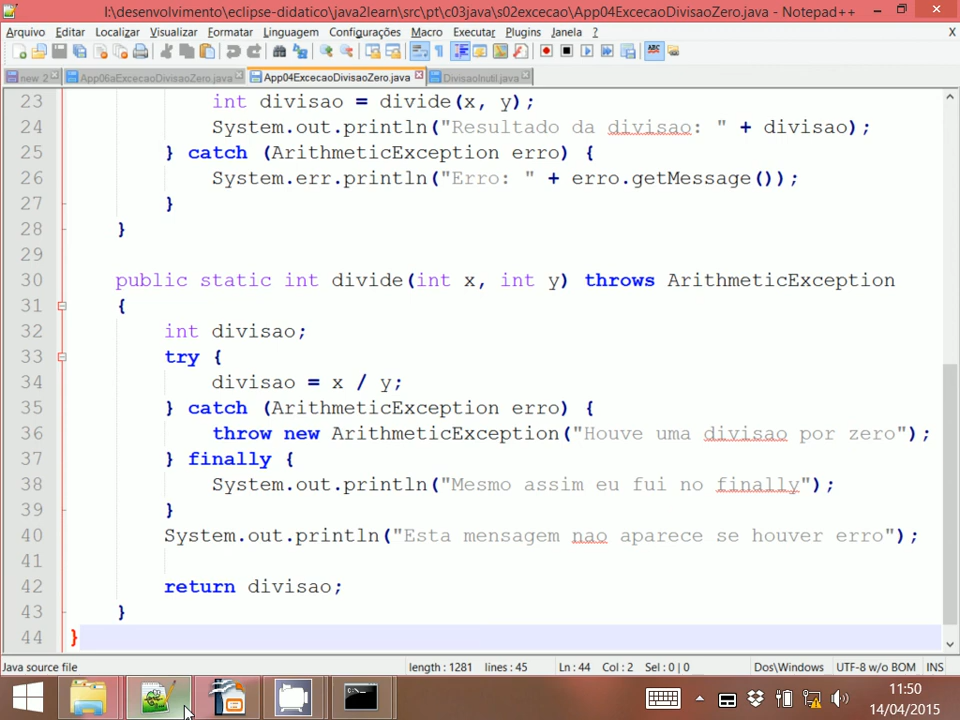 I:\desenvolvimento\eclipse-didatico\java2learn\src\pt\c03java\s02excecao\App04ExcecaoDivisaoZero.java - Notepad++
Arquivo Editar Localizar Visualizar Formatar Linguagem Configurações Macro Executar Plugins Janela ? X
new 2 App06aExcecaoDivisaoZero.java App04ExcecaoDivisaoZero.java DivisaoInutil.java
23 int divisao = divide(x, y);
24 System.out.println("Resultado da divisao: " + divisao);
25 } catch (ArithmeticException erro) {
26 System.err.println("Erro: " + erro.getMessage());
27 }
28 }
29
30 public static int divide(int x, int y) throws ArithmeticException
31 {
32 int divisao;
33 try {
34 divisao = x / y;
35 } catch (ArithmeticException erro) {
36 throw new ArithmeticException("Houve uma divisao por zero");
37 } finally {
38 System.out.println("Mesmo assim eu fui no finally");
39 }
40 System.out.println("Esta mensagem nao aparece se houver erro");
41
42 return divisao;
43 }
44 }
Java source file length : 1281 lines : 45 Ln : 44 Col : 2 Sel : 0 | 0 Dos\Windows UTF-8 w/o BOM INS
11:50
14/04/2015